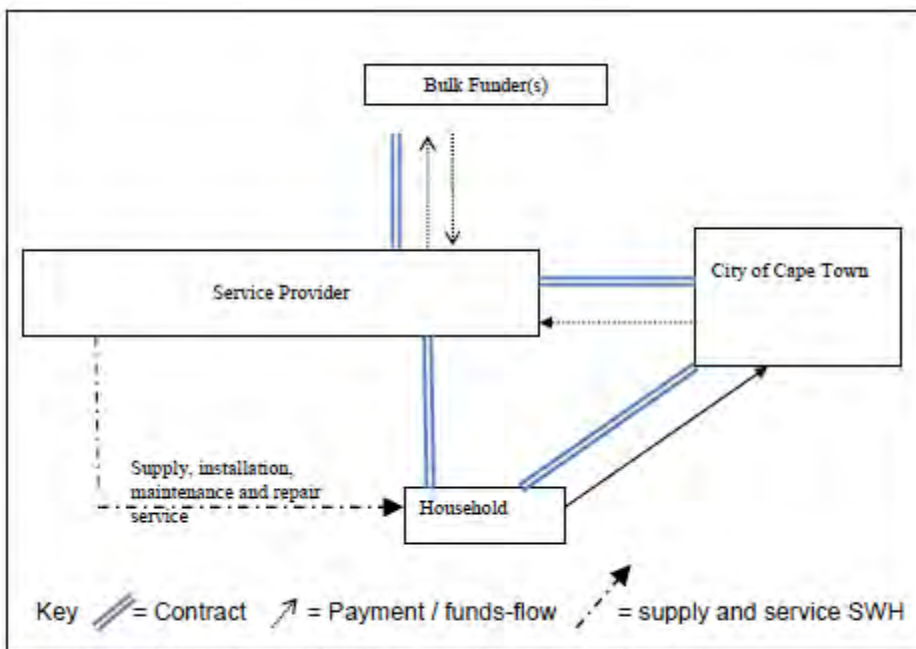 Bulk Funder(s)
City of Cape Town
Service Provider
Supply, installation,
maintenance and repair
service
Household
Key = Contract = Payment / funds-flow = supply and service SWH